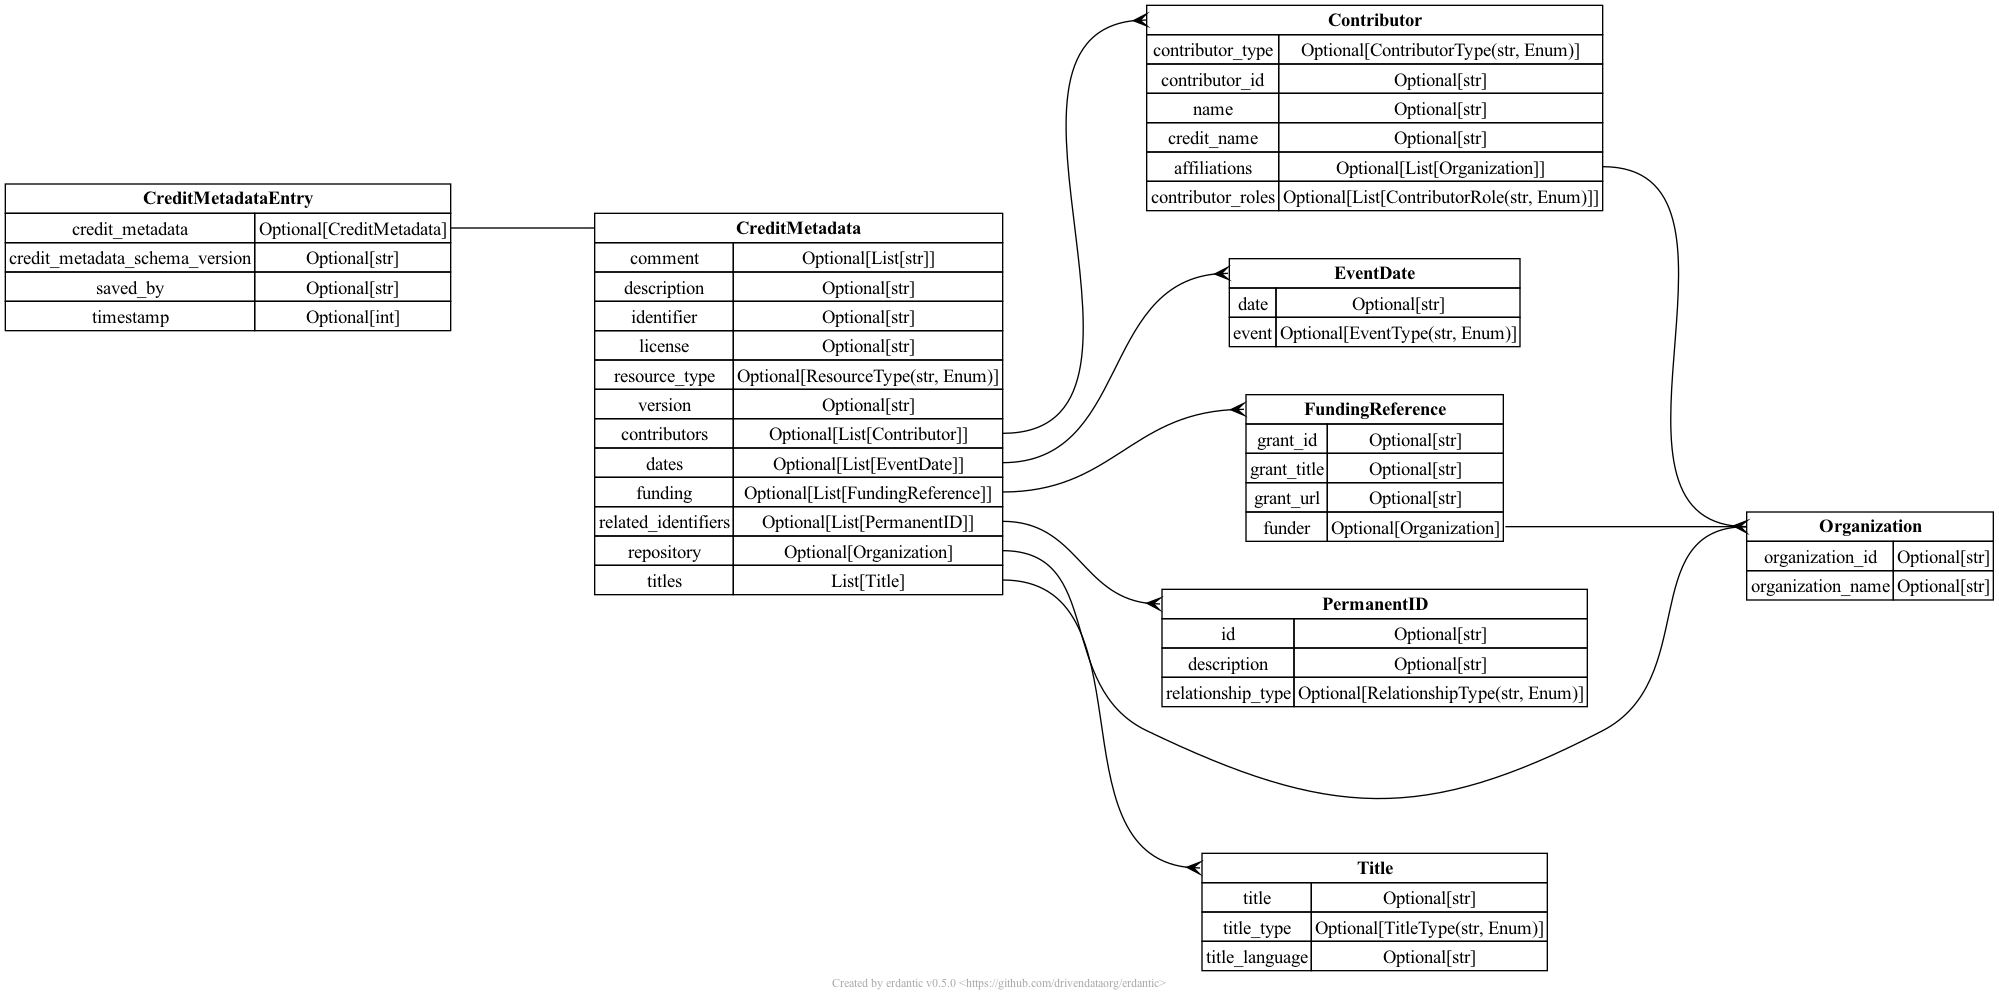 CreditMetadataEntry
credit_metadata Optional[CreditMetadata]
credit_metadata_schema_version Optional[str]
saved_by Optional[str]
timestamp Optional[int]
CreditMetadata
comment Optional[List[str]]
description Optional[str]
identifier Optional[str]
license Optional[str]
resource_type Optional[ResourceType(str, Enum)]
version Optional[str]
contributors Optional[List[Contributor]]
dates Optional[List[EventDate]]
funding Optional[List[FundingReference]]
related_identifiers Optional[List[PermanentID]]
repository Optional[Organization]
titles List[Title]
Contributor
contributor_type Optional[ContributorType(str, Enum)]
contributor_id Optional[str]
name Optional[str]
credit_name Optional[str]
affiliations Optional[List[Organization]]
contributor_roles Optional[List[ContributorRole(str, Enum)]]
EventDate
date Optional[str]
event Optional[EventType(str, Enum)]
FundingReference
grant_id Optional[str]
grant_title Optional[str]
grant_url Optional[str]
funder Optional[Organization]
PermanentID
id Optional[str]
description Optional[str]
relationship_type Optional[RelationshipType(str, Enum)]
Title
title Optional[str]
title_type Optional[TitleType(str, Enum)]
title_language Optional[str]
Organization
organization_id Optional[str]
organization_name Optional[str]
Created by erdantic v0.5.0 <https://github.com/drivendataorg/erdantic>